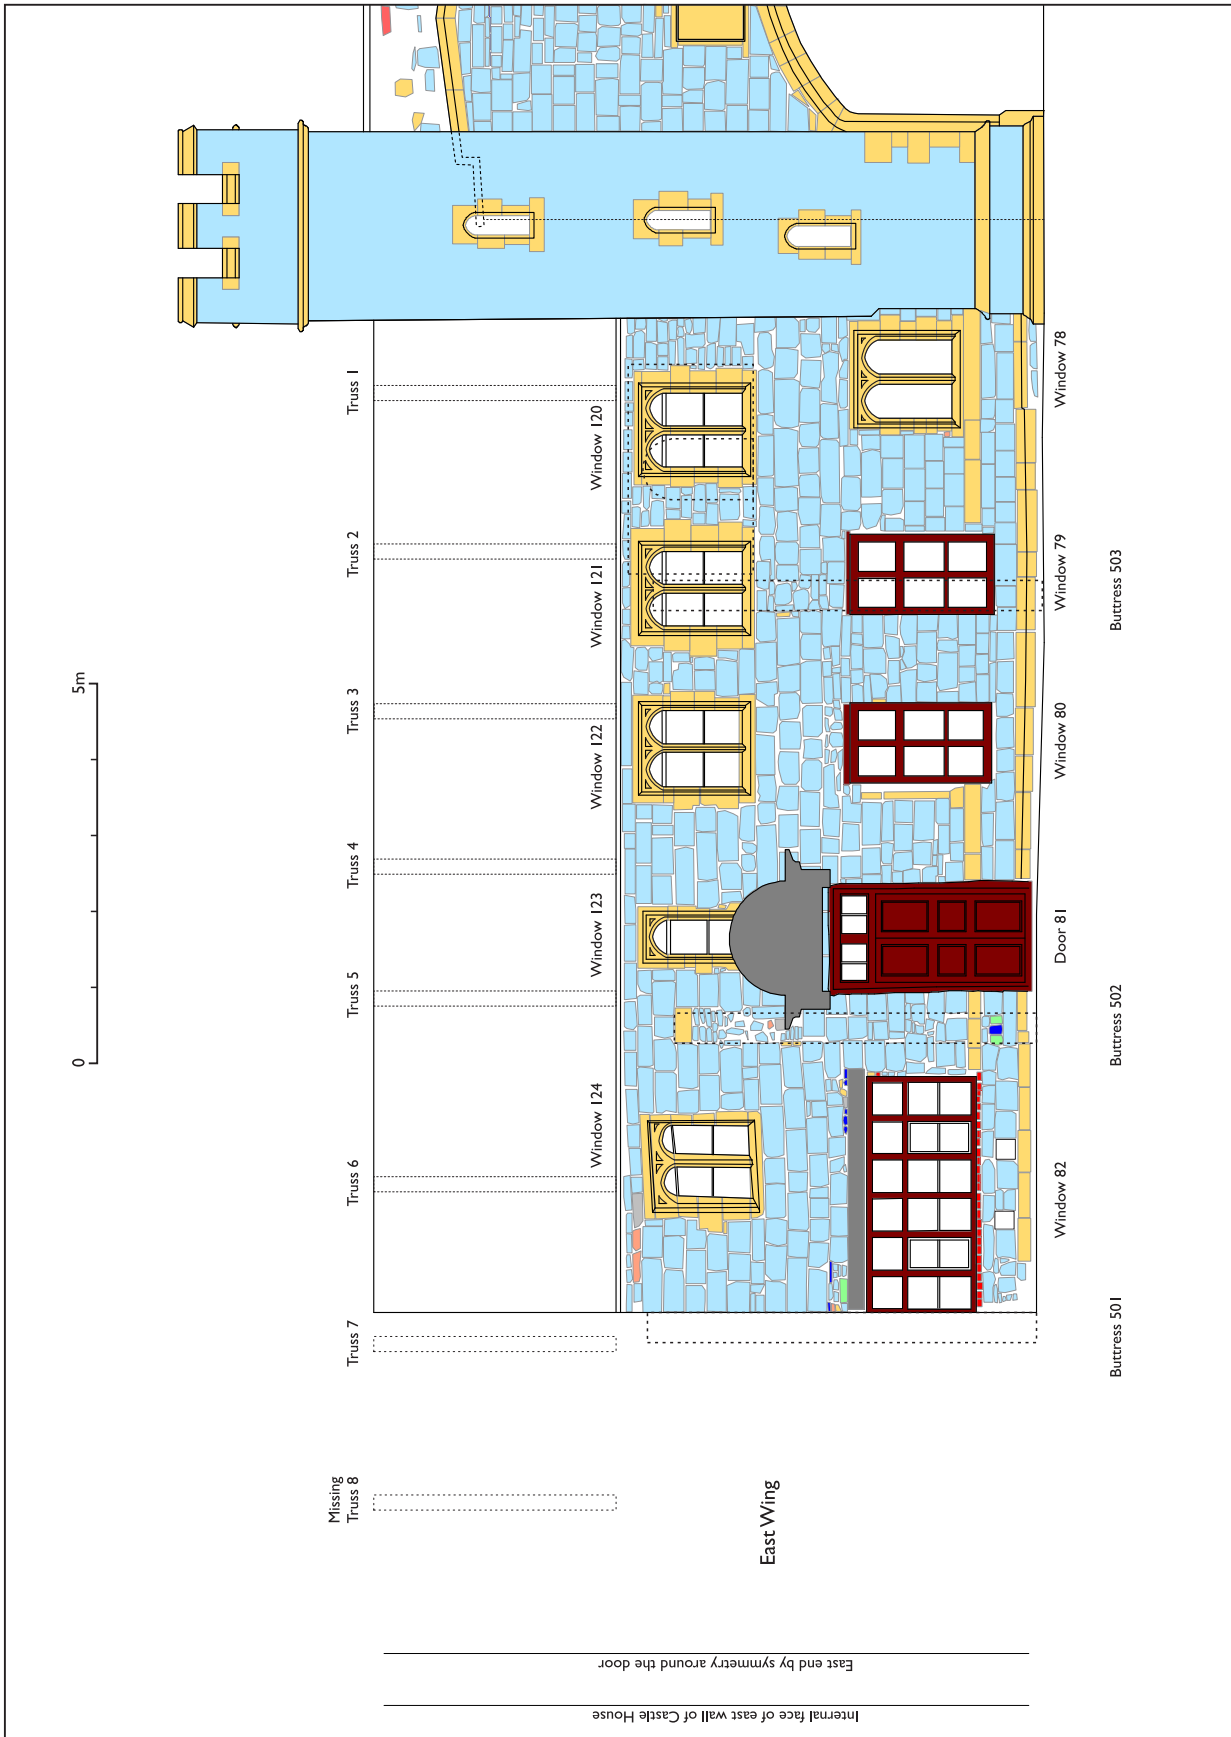 0
5m
Missing
Truss 8
Truss 7
Truss 6
Truss 5
Truss 4
Truss 3
Truss 2
Truss 1
Window 124
Window 123
Window 122
Window 121
Window 120
East Wing
Window 82
Door 81
Window 80
Window 79
Window 78
Buttress 501
Buttress 502
Buttress 503
East end by symmetry around the door
Internal face of east wall of Castle House